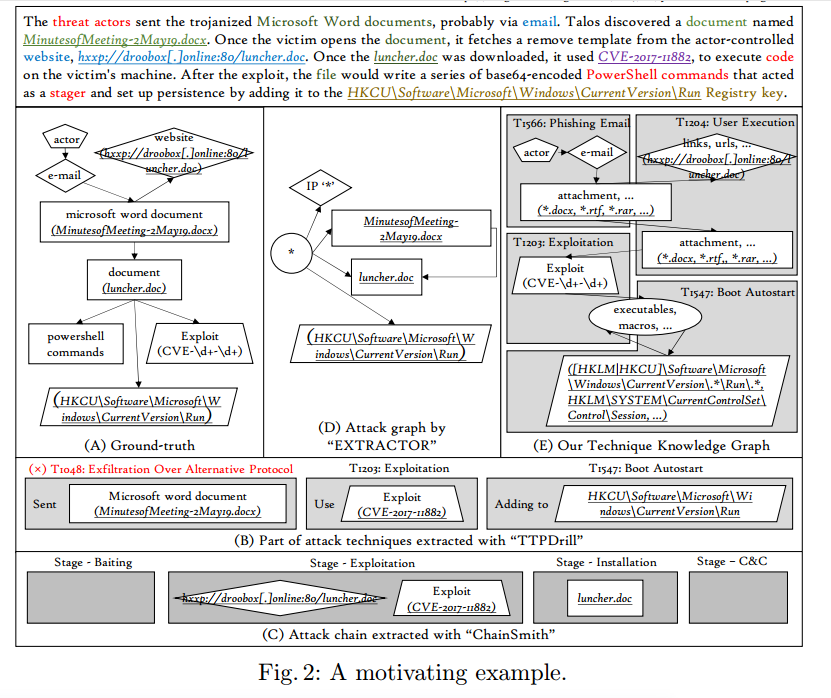 The threat actors sent the trojanized Microsoft Word documents, probably via email. Talos discovered a document named
MinutesofMeeting-2May19.docx. Once the victim opens the document, it fetches a remove template from the actor-controlled
website, hxxp://droobox[.]online:80/luncher.doc. Once the luncher.doc was downloaded, it used CVE-2017-11882, to execute code
on the victim's machine. After the exploit, the file would write a series of base64-encoded PowerShell commands that acted
as a stager and set up persistence by adding it to the HKCU\Software\Microsoft\Windows\CurrentVersion\Run Registry key.
actor
website
(hxxp://droobox[.]online:80/l
uncher.doc)
e-mail
microsoft word document
(MinutesofMeeting-2May19.docx)
document
(luncher.doc)
powershell
commands
Exploit
(CVE-\d+-\d+)
(HKCU\Software\Microsoft\W
indows\CurrentVersion\Run)
(A) Ground-truth
IP ‘*’
*
MinutesofMeeting-
2May19.docx
luncher.doc
(HKCU\Software\Microsoft\W
indows\CurrentVersion\Run)
(D) Attack graph by
“EXTRACTOR”
T1566: Phishing Email
actor
e-mail
T1204: User Execution
links, urls, ...
(hxxp://droobox[.]online:80/l
uncher.doc)
attachment, ...
(*.docx, *.rtf, *.rar, ...)
T1203: Exploitation
Exploit
(CVE-\d+-\d+)
attachment, ...
(*.docx, *.rtf,, *.rar, ...)
T1547: Boot Autostart
executables,
macros, ...
([HKLM|HKCU]\Software\Microsoft
\Windows\CurrentVersion\.*\Run\.*,
HKLM\SYSTEM\CurrentControlSet\
Control\Session, ...)
(E) Our Technique Knowledge Graph
(×) T1048: Exfiltration Over Alternative Protocol
Sent
Microsoft word document
(MinutesofMeeting-2May19.docx)
T1203: Exploitation
Use
Exploit
(CVE-2017-11882)
T1547: Boot Autostart
Adding to
HKCU\Software\Microsoft\Wi
ndows\CurrentVersion\Run
(B) Part of attack techniques extracted with “TTPDrill”
Stage - Baiting
Stage - Exploitation
hxxp://droobox[.]online:80/luncher.doc
Exploit
(CVE-2017-11882)
Stage - Installation
luncher.doc
Stage – C&C
(C) Attack chain extracted with “ChainSmith”
Fig. 2: A motivating example.